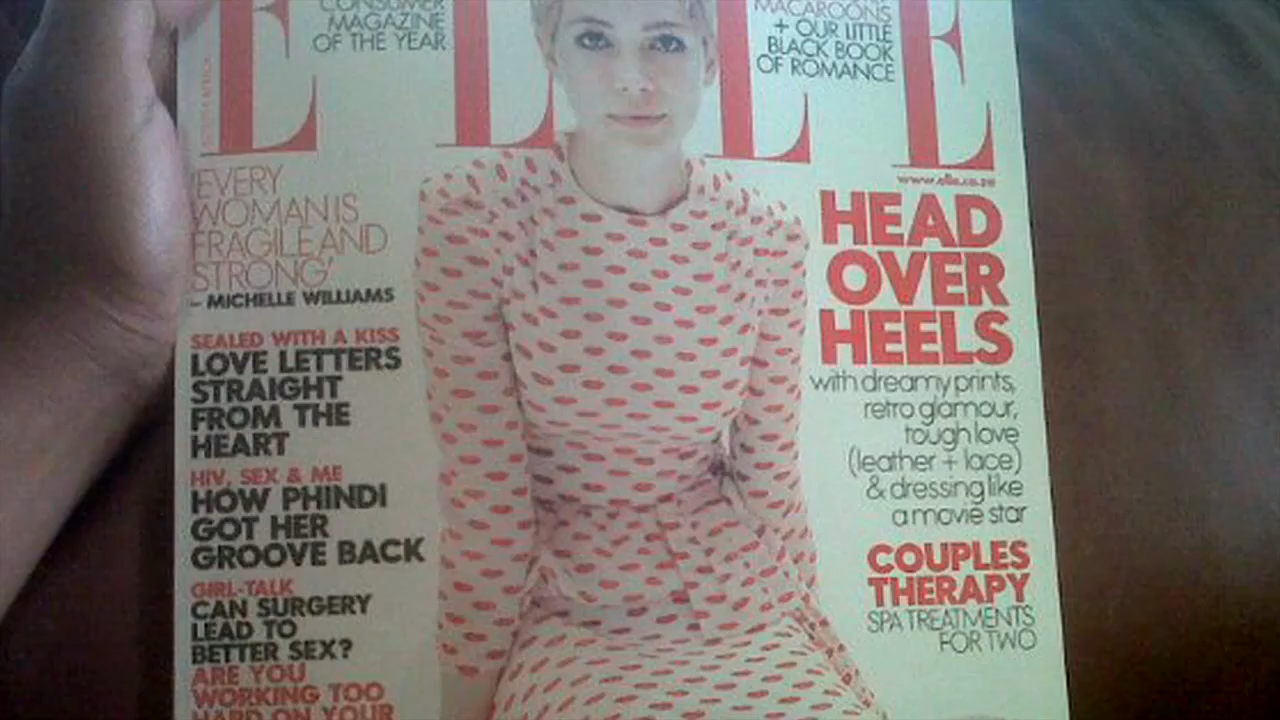 CONSUMER
MAGAZINE
OF THE YEAR
ELLE
MACAROONS
+ OUR LITTLE
BLACK BOOK
OF ROMANCE
www.elle.co.za
'EVERY
WOMAN IS
FRAGILE AND
STRONG'
– MICHELLE WILLIAMS
SEALED WITH A KISS
LOVE LETTERS
STRAIGHT
FROM THE
HEART
HIV, SEX & ME
HOW PHINDI
GOT HER
GROOVE BACK
GIRL-TALK
CAN SURGERY
LEAD TO
BETTER SEX?
ARE YOU
WORKING TOO
HARD ON YOUR
HEAD
OVER
HEELS
with dreamy prints,
retro glamour,
tough love
(leather + lace)
& dressing like
a movie star
COUPLES
THERAPY
SPA TREATMENTS
FOR TWO